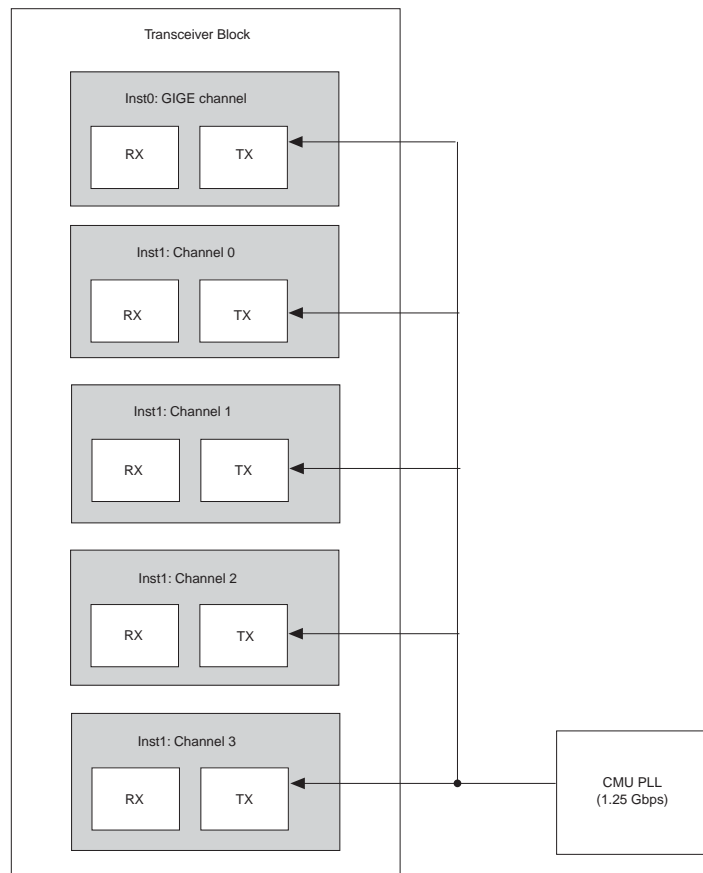 Transceiver Block
Inst0: GIGE channel
RX
TX
Inst1: Channel 0
RX
TX
Inst1: Channel 1
RX
TX
Inst1: Channel 2
RX
TX
Inst1: Channel 3
RX
TX
CMU PLL
(1.25 Gbps)